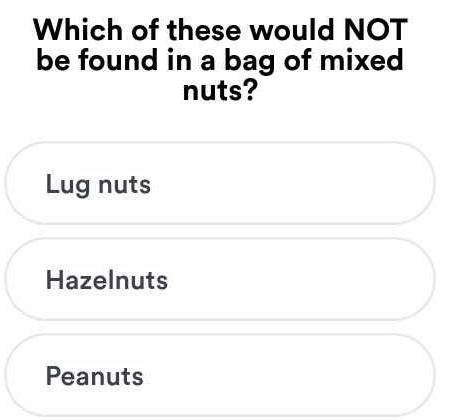 Which of these would NOT
be found in a bag of mixed
nuts?
Lug nuts
Hazelnuts
Peanuts